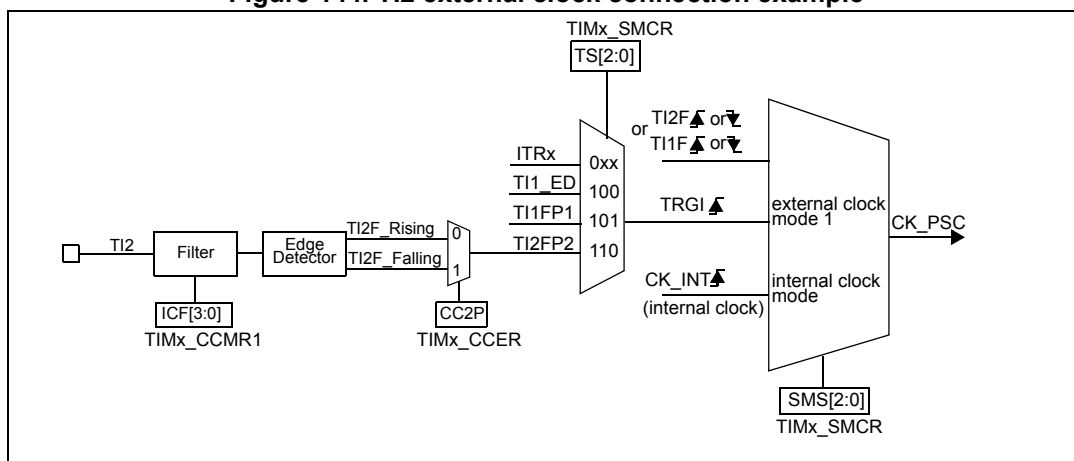 TI2 external clock connection example
TIMx_SMCR
TS[2:0]
or TI2F or
TI1F or
ITRx
0xx
TI1_ED
100
TI1FP1
101
TI2FP2
110
TRGI
external clock
mode 1
CK_PSC
CK_INT
(internal clock)
internal clock
mode
TI2
Filter
Edge
Detector
TI2F_Rising
0
TI2F_Falling
1
ICF[3:0]
TIMx_CCMR1
CC2P
TIMx_CCER
SMS[2:0]
TIMx_SMCR